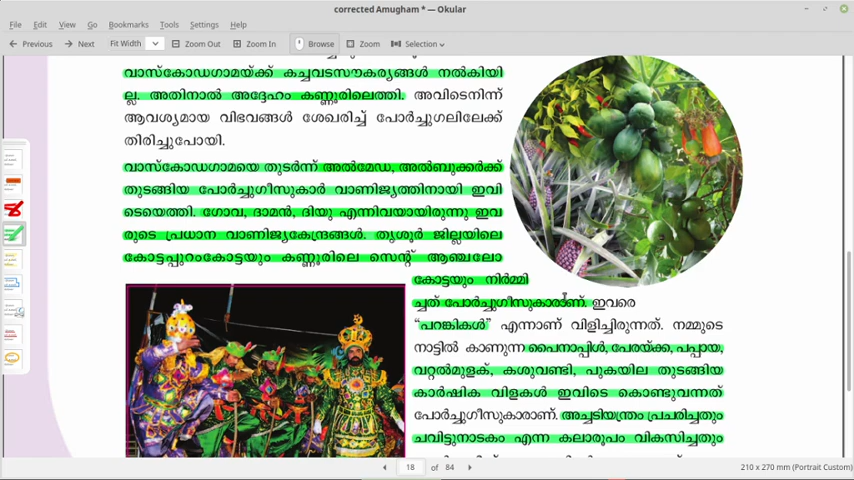 corrected Amugham * — Okular
File Edit View Go Bookmarks Tools Settings Help
Previous Next Fit Width Zoom Out Zoom In Browse Zoom Selection
വാസ്കോഡഗാമയ്ക്ക് കച്ചവടസൗകര്യങ്ങൾ നൽകിയി
ല്ല. അതിനാൽ അദ്ദേഹം കണ്ണൂരിലെത്തി. അവിടെനിന്ന്
ആവശ്യമായ വിഭവങ്ങൾ ശേഖരിച്ച് പോർച്ചുഗലിലേക്ക്
തിരിച്ചുപോയി.
വാസ്കോഡഗാമയെ തുടർന്ന് അൽമേഡ, അൽബുക്കർക്ക്
തുടങ്ങിയ പോർച്ചുഗീസുകാർ വാണിജ്യത്തിനായി ഇവി
ടെയെത്തി. ഗോവ, ദാമൻ, ദിയു എന്നിവയായിരുന്നു ഇവ
രുടെ പ്രധാന വാണിജ്യകേന്ദ്രങ്ങൾ. തൃശൂർ ജില്ലയിലെ
കോട്ടപ്പുറംകോട്ടയും കണ്ണൂരിലെ സെന്റ് ആഞ്ചലോ
കോട്ടയും നിർമ്മി
ച്ചത് പോർച്ചുഗീസുകാരാണ്. ഇവരെ
“പറങ്കികൾ” എന്നാണ് വിളിച്ചിരുന്നത്. നമ്മുടെ
നാട്ടിൽ കാണുന്ന പൈനാപ്പിൾ, പേരയ്ക്ക, പപ്പായ,
വറ്റൽമുളക്, കശുവണ്ടി, പുകയില തുടങ്ങിയ
കാർഷിക വിളകൾ ഇവിടെ കൊണ്ടുവന്നത്
പോർച്ചുഗീസുകാരാണ്. അച്ചടിയന്ത്രം പ്രചരിച്ചതും
ചവിട്ടുനാടകം എന്ന കലാരൂപം വികസിച്ചതും
18 of 84
210 x 270 mm (Portrait Custom)